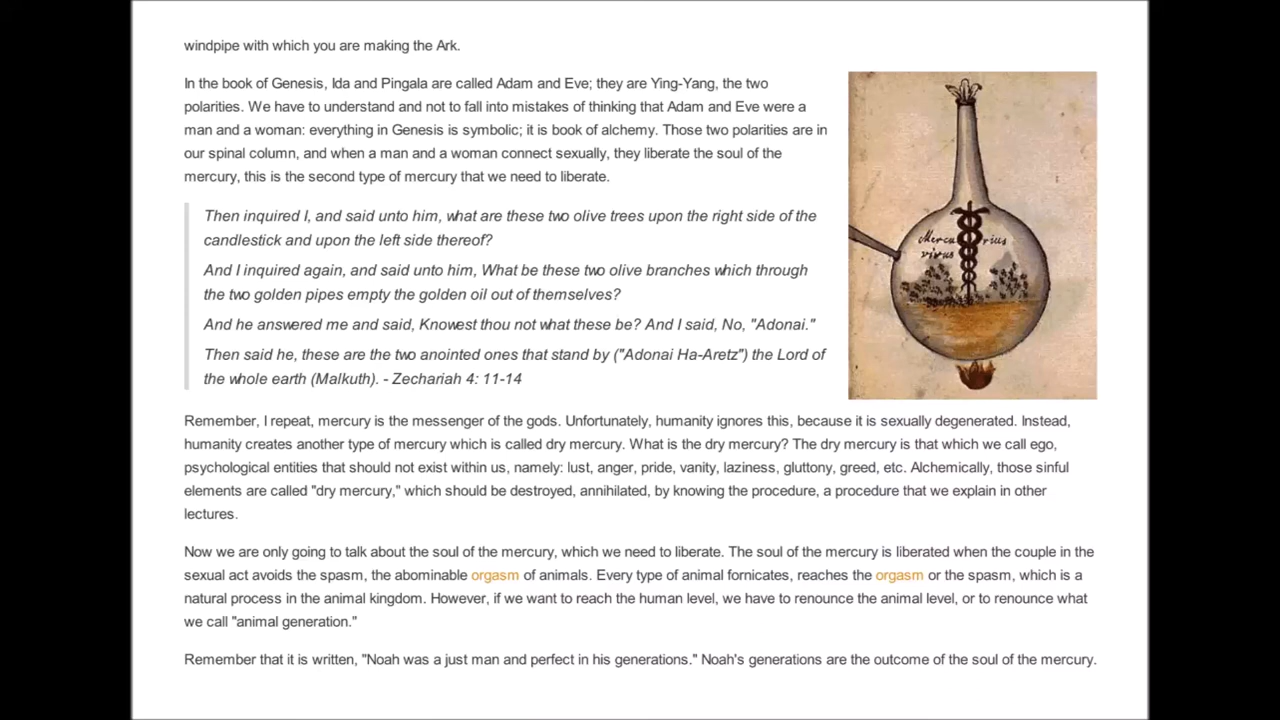 windpipe with which you are making the Ark.
In the book of Genesis, Ida and Pingala are called Adam and Eve; they are Ying-Yang, the two
polarities. We have to understand and not to fall into mistakes of thinking that Adam and Eve were a
man and a woman: everything in Genesis is symbolic; it is book of alchemy. Those two polarities are in
our spinal column, and when a man and a woman connect sexually, they liberate the soul of the
mercury, this is the second type of mercury that we need to liberate.
Then inquired I, and said unto him, what are these two olive trees upon the right side of the
candlestick and upon the left side thereof?
And I inquired again, and said unto him, What be these two olive branches which through
the two golden pipes empty the golden oil out of themselves?
And he answered me and said, Knowest thou not what these be? And I said, No, "Adonai."
Then said he, these are the two anointed ones that stand by ("Adonai Ha-Aretz") the Lord of
the whole earth (Malkuth). - Zechariah 4: 11-14
Mercurius
vivus
Remember, I repeat, mercury is the messenger of the gods. Unfortunately, humanity ignores this, because it is sexually degenerated. Instead,
humanity creates another type of mercury which is called dry mercury. What is the dry mercury? The dry mercury is that which we call ego,
psychological entities that should not exist within us, namely: lust, anger, pride, vanity, laziness, gluttony, greed, etc. Alchemically, those sinful
elements are called "dry mercury," which should be destroyed, annihilated, by knowing the procedure, a procedure that we explain in other
lectures.
Now we are only going to talk about the soul of the mercury, which we need to liberate. The soul of the mercury is liberated when the couple in the
sexual act avoids the spasm, the abominable orgasm of animals. Every type of animal fornicates, reaches the orgasm or the spasm, which is a
natural process in the animal kingdom. However, if we want to reach the human level, we have to renounce the animal level, or to renounce what
we call "animal generation."
Remember that it is written, "Noah was a just man and perfect in his generations." Noah's generations are the outcome of the soul of the mercury.